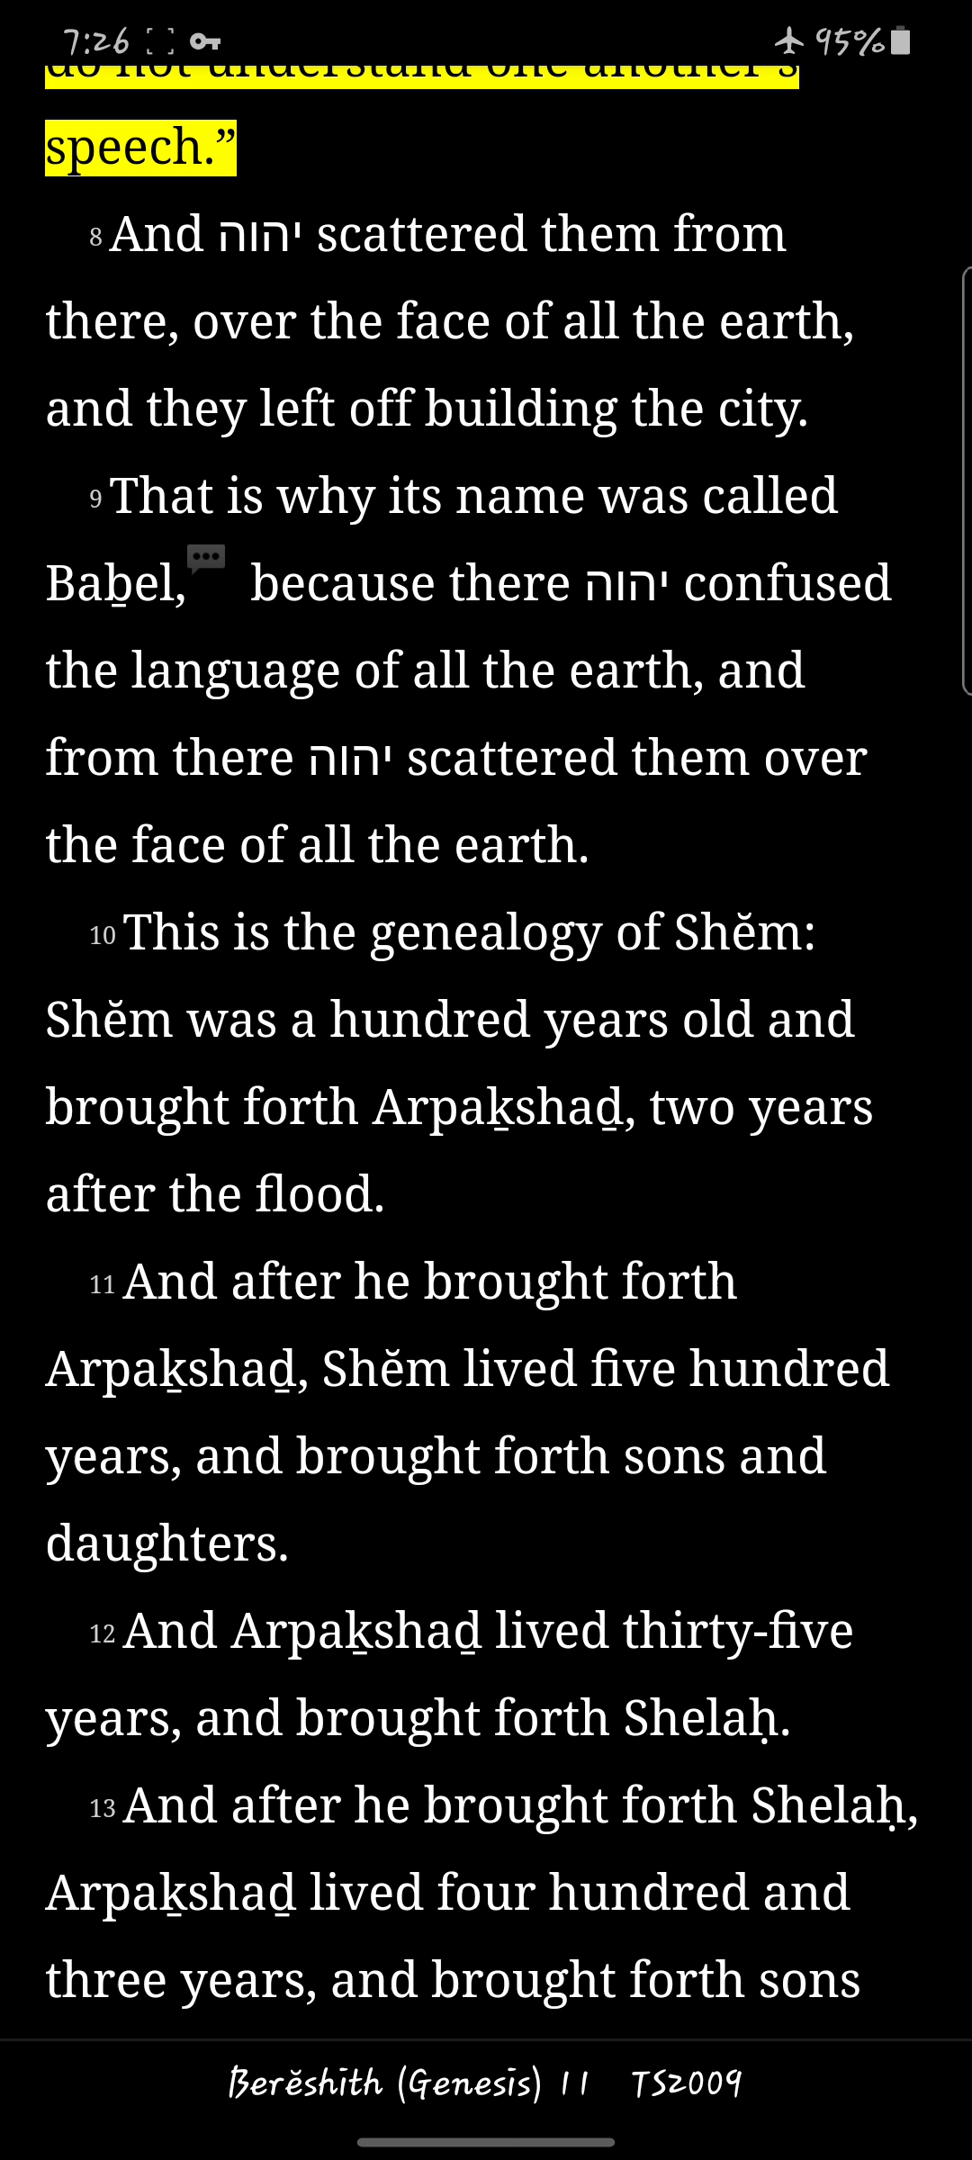 7:26 95%
do not understand one another's
speech.”
8 And יהוה scattered them from
there, over the face of all the earth,
and they left off building the city.
9 That is why its name was called
Baḇel, because there יהוה confused
the language of all the earth, and
from there יהוה scattered them over
the face of all the earth.
10 This is the genealogy of Shĕm:
Shĕm was a hundred years old and
brought forth Arpaḵshaḏ, two years
after the flood.
11 And after he brought forth
Arpaḵshaḏ, Shĕm lived five hundred
years, and brought forth sons and
daughters.
12 And Arpaḵshaḏ lived thirty-five
years, and brought forth Shelaḥ.
13 And after he brought forth Shelaḥ,
Arpaḵshaḏ lived four hundred and
three years, and brought forth sons
Berĕshith (Genesis) 11 TS2009